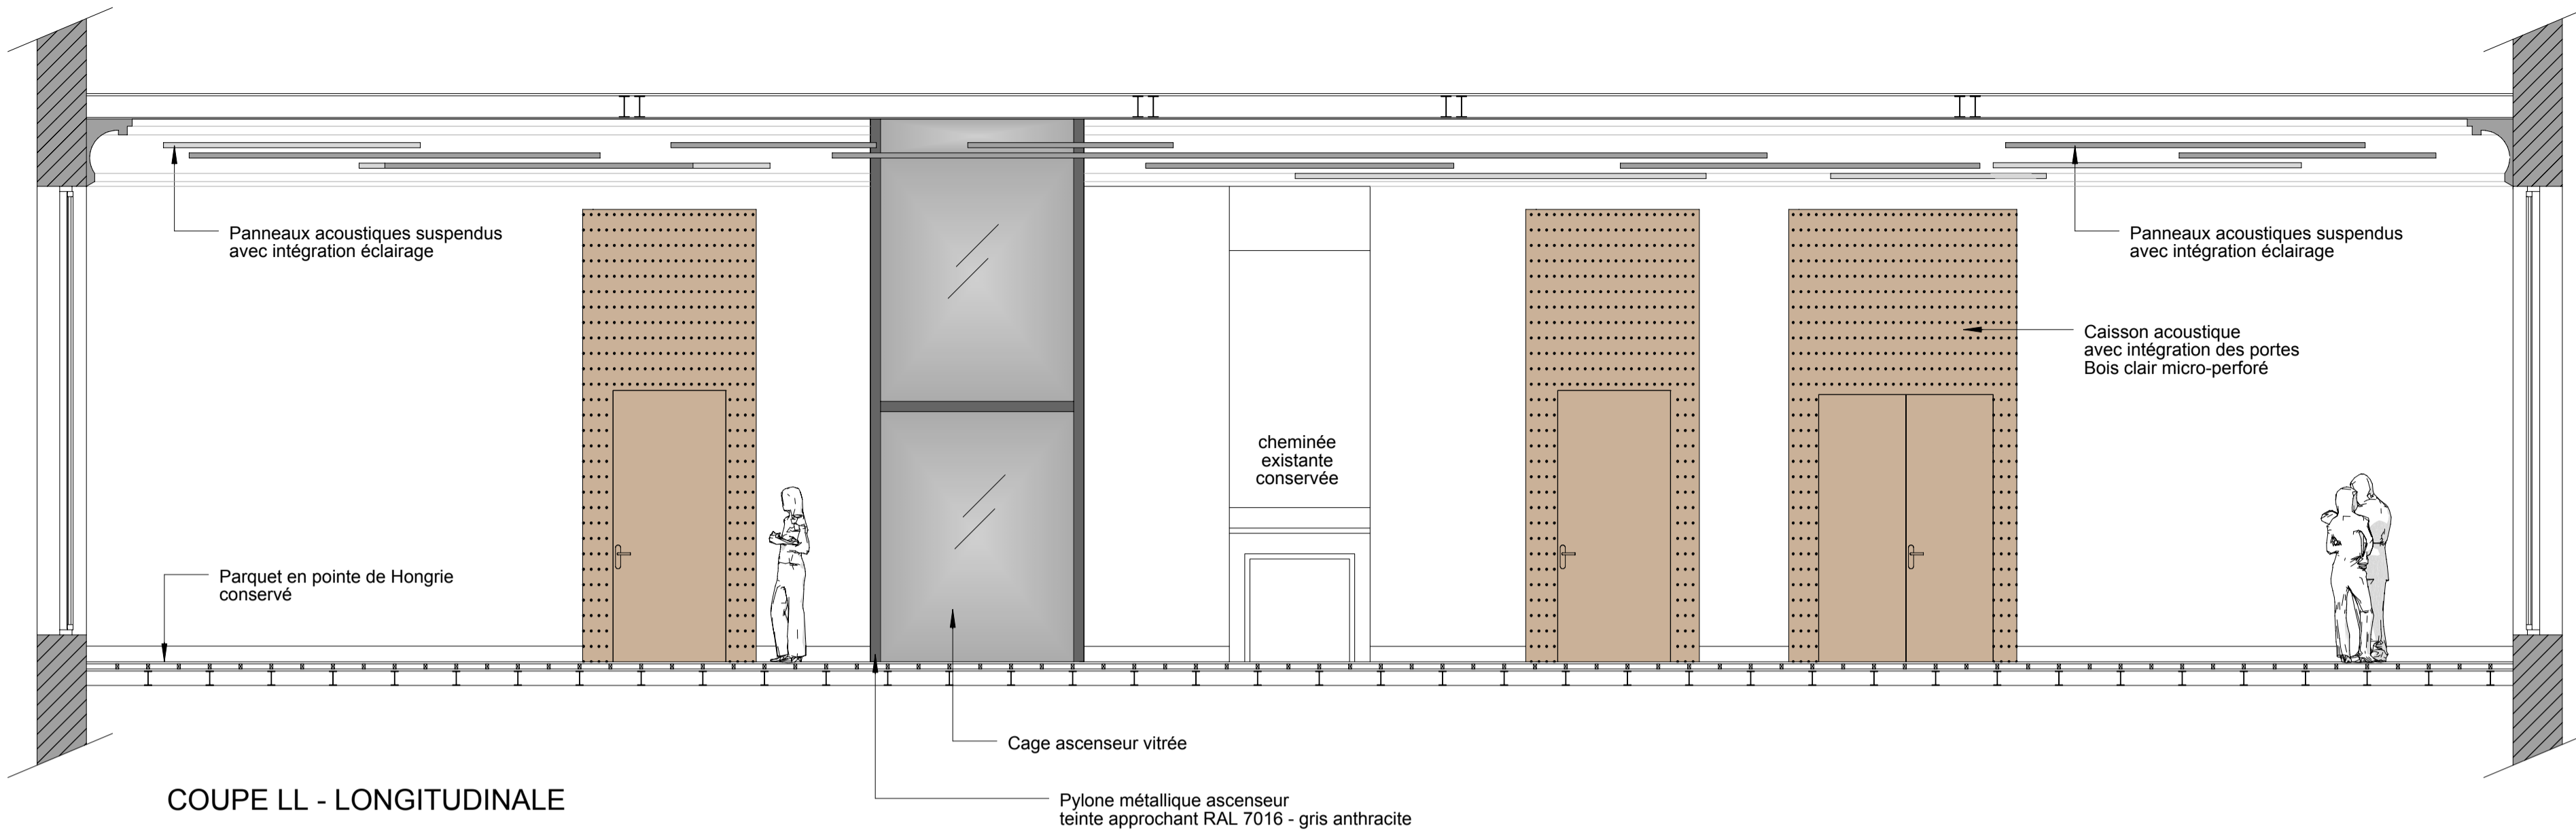 Panneaux acoustiques suspendus
avec intégration éclairage
Panneaux acoustiques suspendus
avec intégration éclairage
Caisson acoustique
avec intégration des portes
Bois clair micro-perforé
cheminée
existante
conservée
Parquet en pointe de Hongrie
conservé
Cage ascenseur vitrée
Pylone métallique ascenseur
teinte approchant RAL 7016 - gris anthracite
COUPE LL - LONGITUDINALE